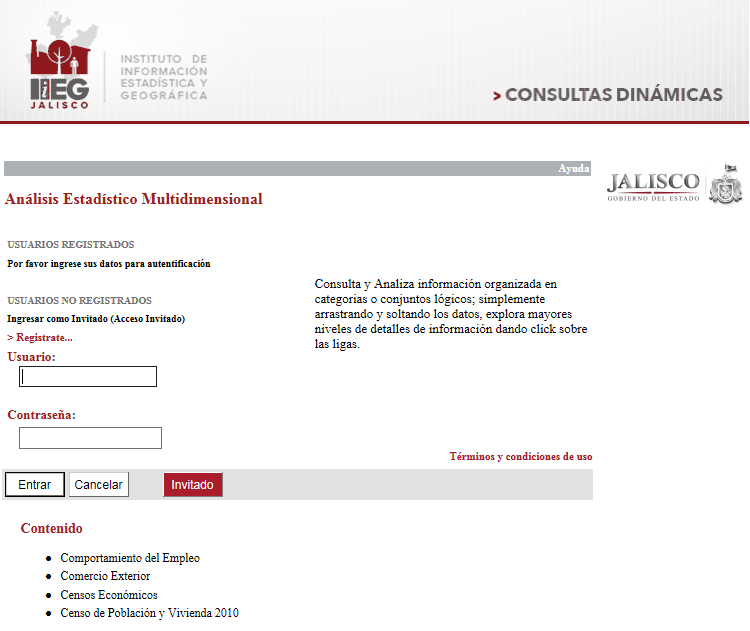 IIEG
JALISCO
INSTITUTO DE
INFORMACIÓN
ESTADÍSTICA Y
GEOGRÁFICA
> CONSULTAS DINÁMICAS
Ayuda
JALISCO
GOBIERNO DEL ESTADO
Análisis Estadístico Multidimensional
USUARIOS REGISTRADOS
Por favor ingrese sus datos para autentificación
USUARIOS NO REGISTRADOS
Ingresar como Invitado (Acceso Invitado)
> Registrate...
Usuario:
Contraseña:
Consulta y Analiza información organizada en
categorías o conjuntos lógicos; simplemente
arrastrando y soltando los datos, explora mayores
niveles de detalles de información dando click sobre
las ligas.
Términos y condiciones de uso
Entrar Cancelar Invitado
Contenido
Comportamiento del Empleo
Comercio Exterior
Censos Económicos
Censo de Población y Vivienda 2010